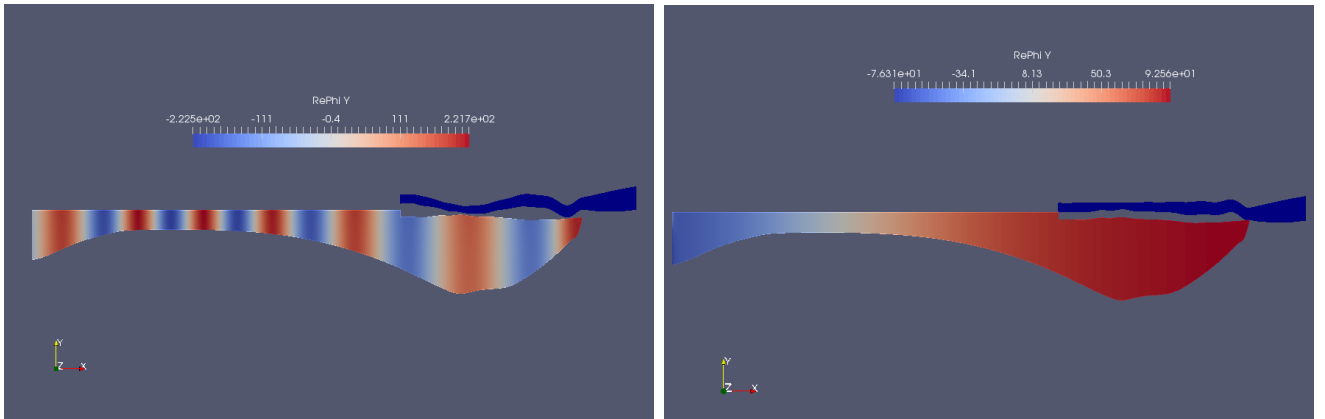 RePhi Y
-2.225e+02 -111 -0.4 111 2.217e+02
Y
Z X
RePhi Y
-7.631e+01 -34.1 8.13 50.3 9.256e+01
Y
Z X